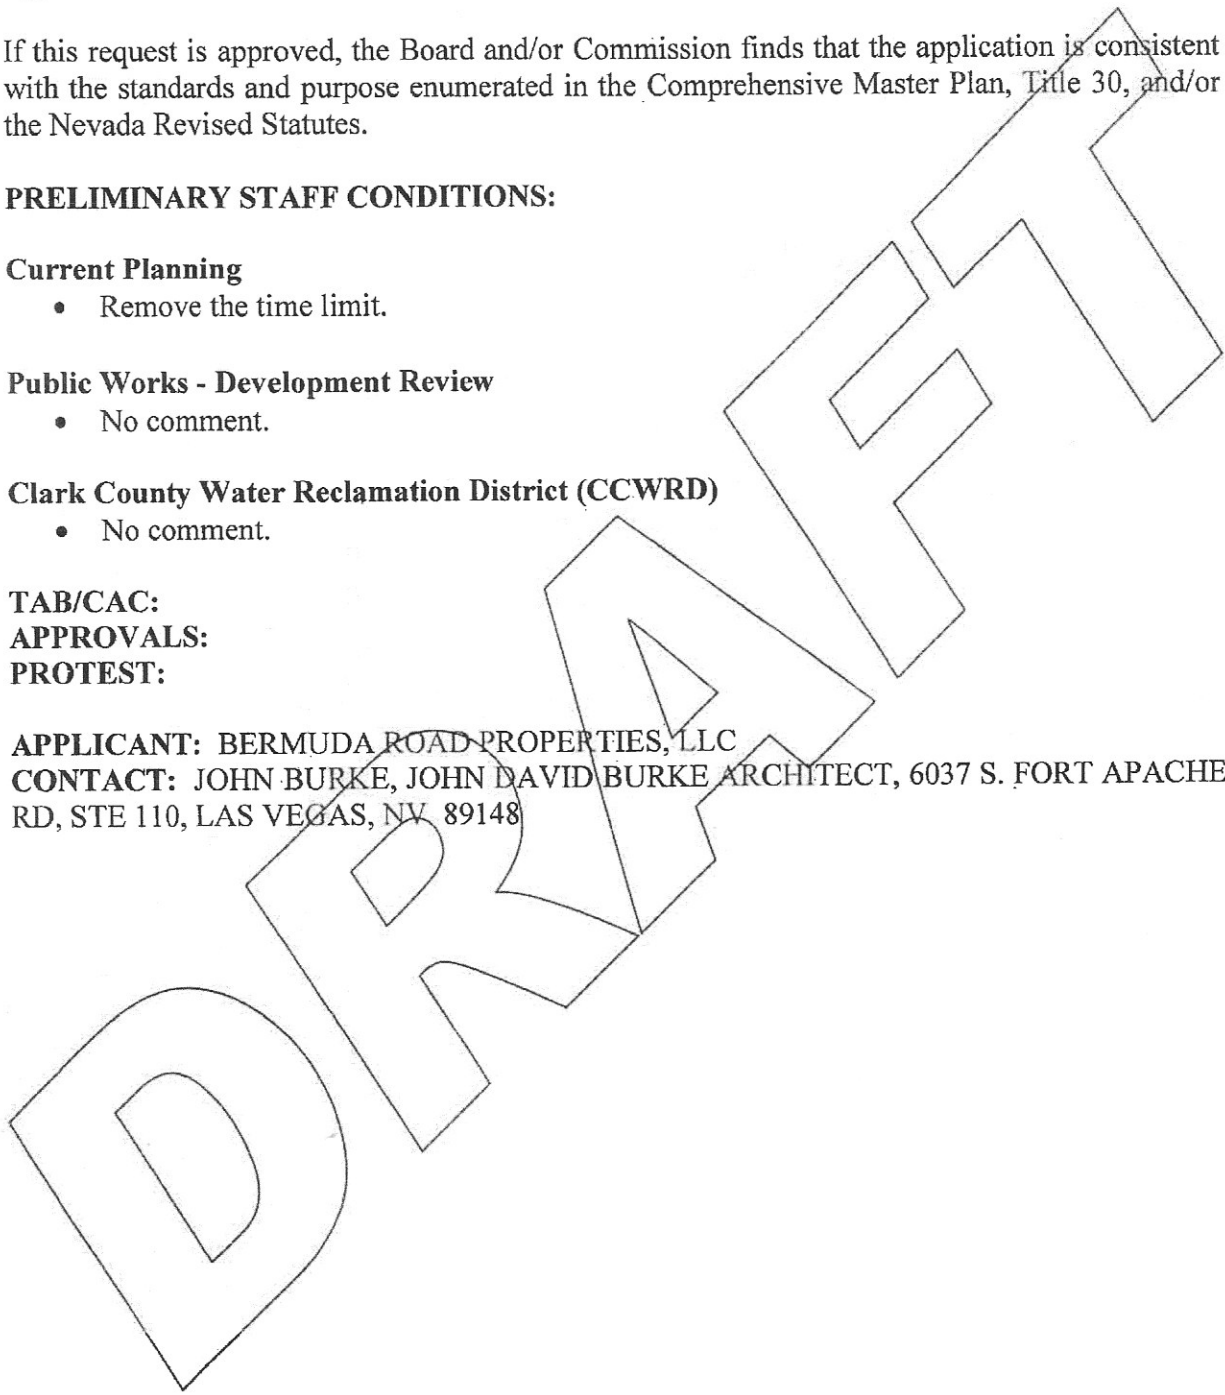 If this request is approved, the Board and/or Commission finds that the application is consistent
with the standards and purpose enumerated in the Comprehensive Master Plan, Title 30, and/or
the Nevada Revised Statutes.
PRELIMINARY STAFF CONDITIONS:
Current Planning
• Remove the time limit.
Public Works - Development Review
• No comment.
Clark County Water Reclamation District (CCWRD)
• No comment.
TAB/CAC:
APPROVALS:
PROTEST:
APPLICANT: BERMUDA ROAD PROPERTIES, LLC
CONTACT: JOHN BURKE, JOHN DAVID BURKE ARCHITECT, 6037 S. FORT APACHE
RD, STE 110, LAS VEGAS, NV 89148
DRAFT